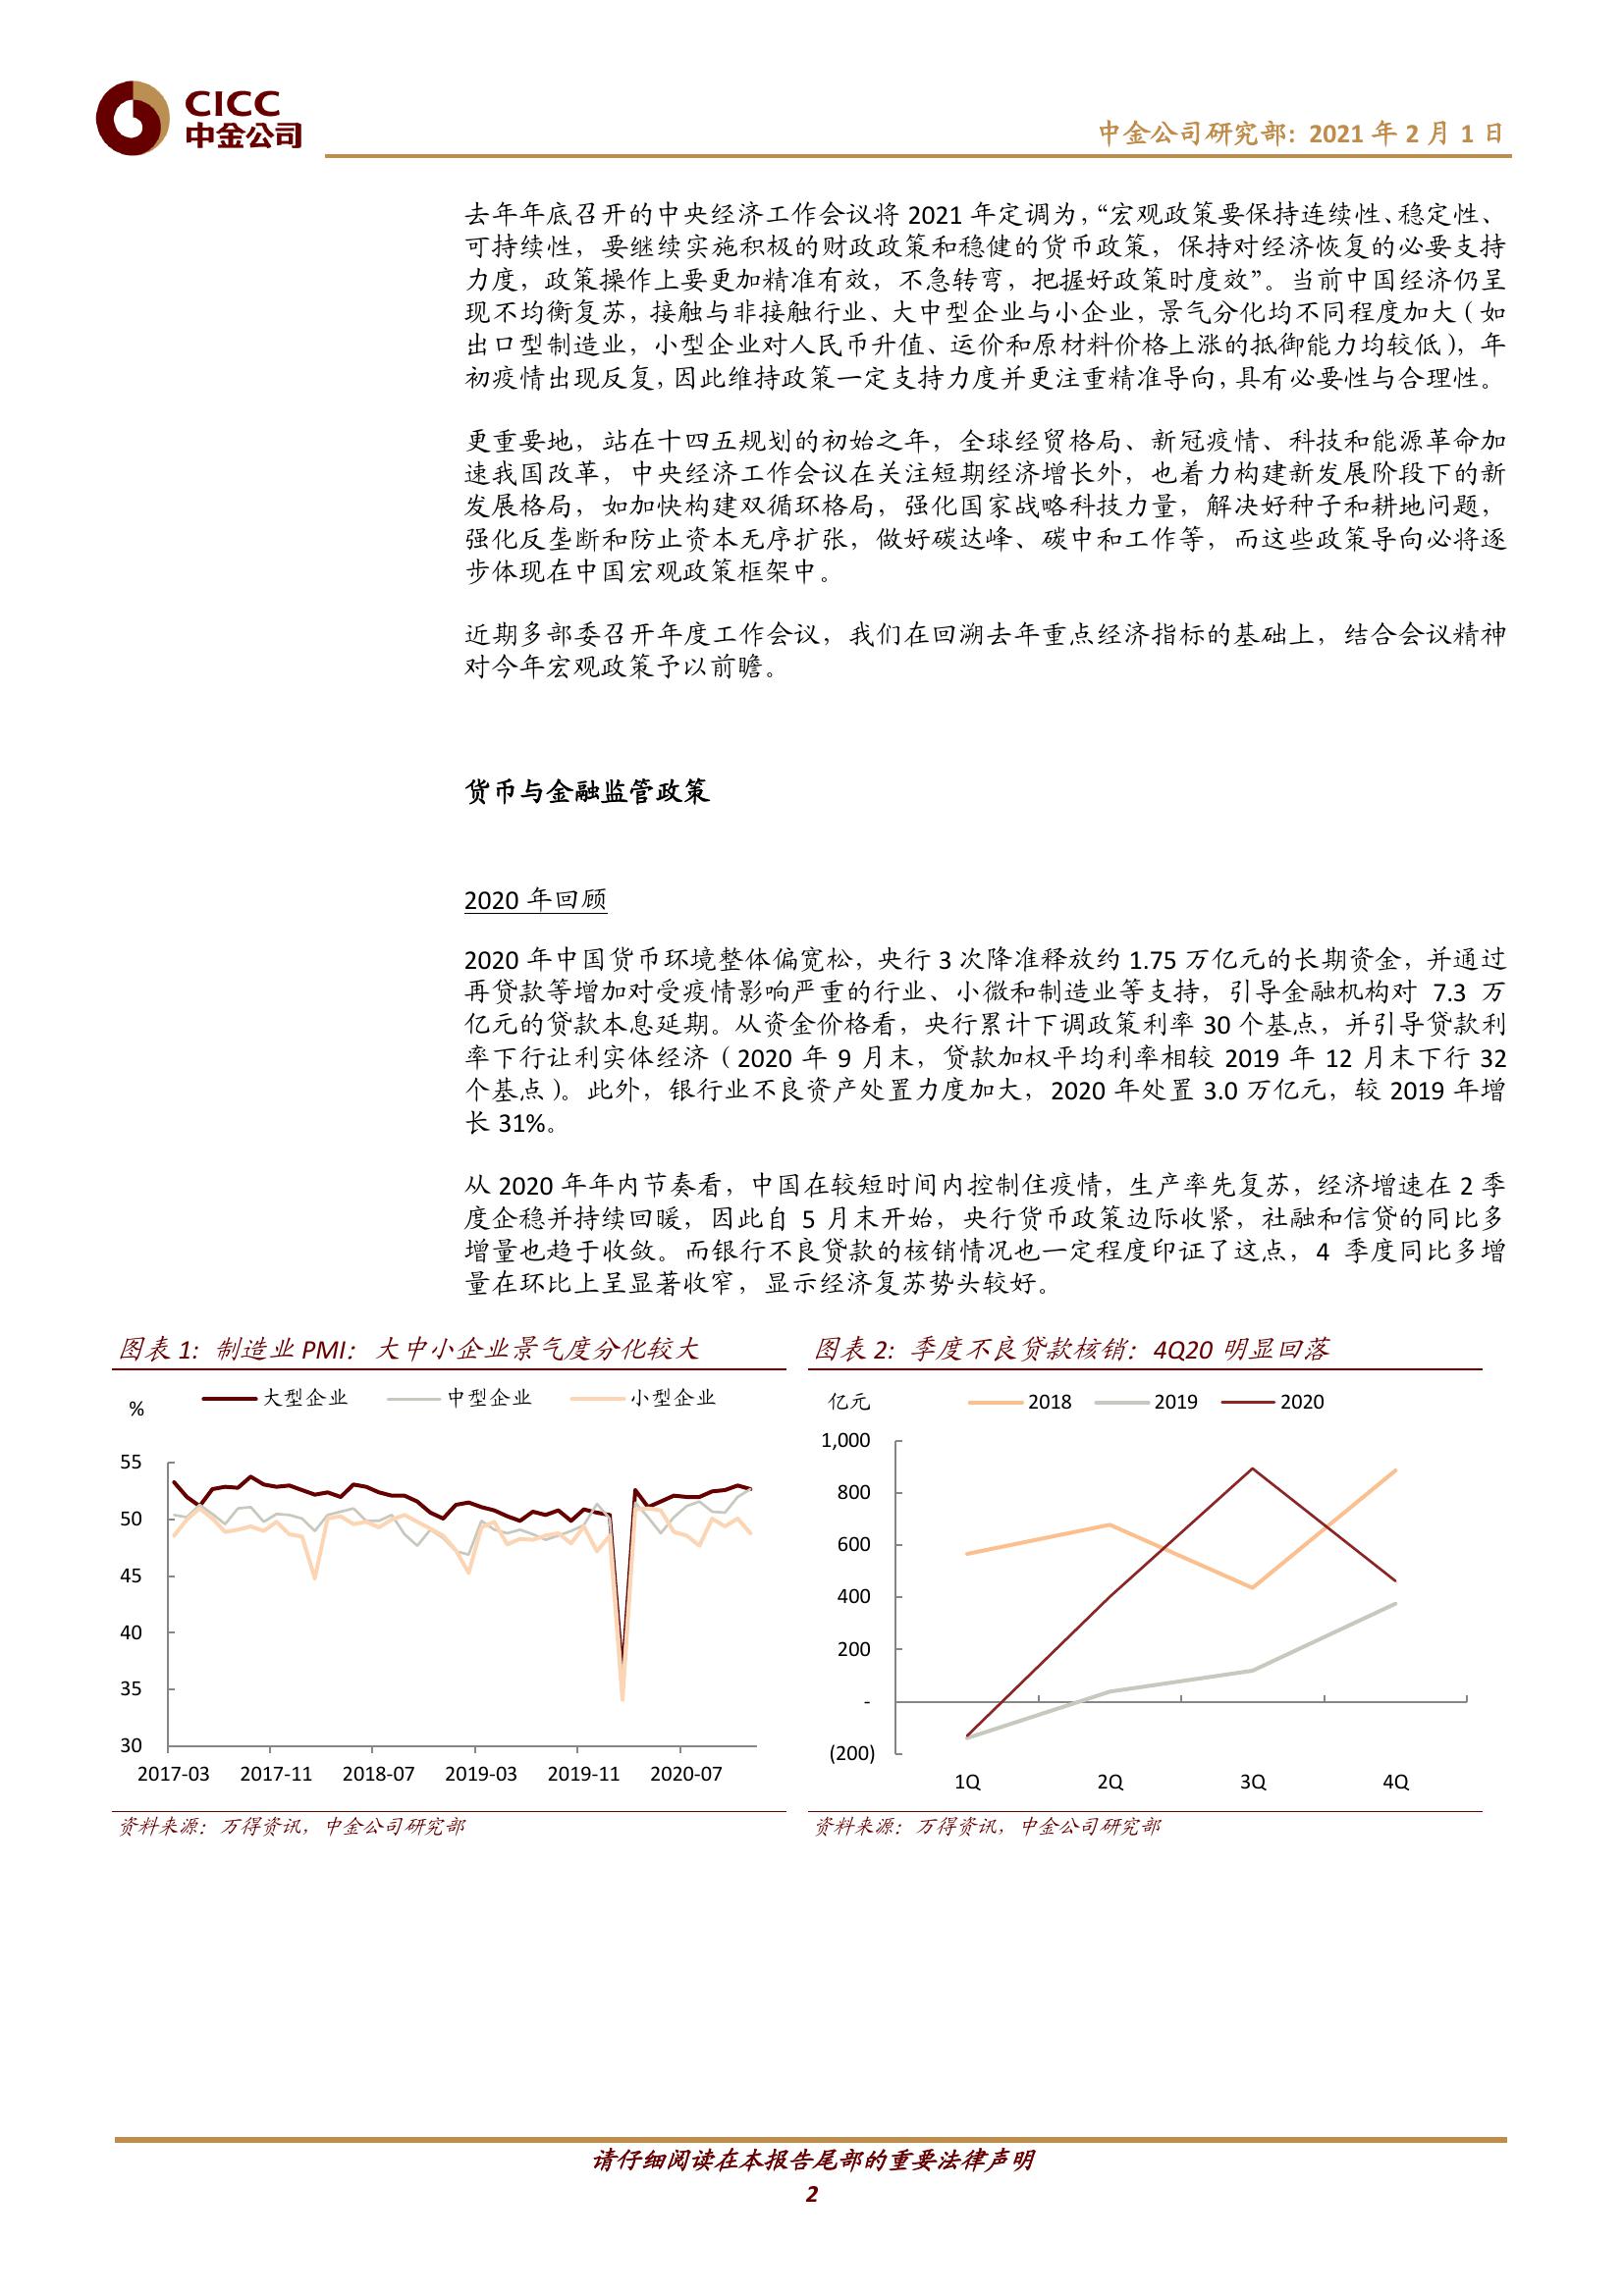 CICC
中金公司
中金公司研究部: 2021 年 2 月 1 日
去年年底召开的中央经济工作会议将 2021 年定调为，“宏观政策要保持连续性、稳定性、
可持续性，要继续实施积极的财政政策和稳健的货币政策，保持对经济恢复的必要支持
力度，政策操作上要更加精准有效，不急转弯，把握好政策时度效”。当前中国经济仍呈
现不均衡复苏，接触与非接触行业、大中型企业与小企业，景气分化均不同程度加大（如
出口型制造业，小型企业对人民币升值、运价和原材料价格上涨的抵御能力均较低），年
初疫情出现反复，因此维持政策一定支持力度并更注重精准导向，具有必要性与合理性。
更重要地，站在十四五规划的初始之年，全球经贸格局、新冠疫情、科技和能源革命加
速我国改革，中央经济工作会议在关注短期经济增长外，也着力构建新发展阶段下的新
发展格局，如加快构建双循环格局，强化国家战略科技力量，解决好种子和耕地问题，
强化反垄断和防止资本无序扩张，做好碳达峰、碳中和工作等，而这些政策导向必将逐
步体现在中国宏观政策框架中。
近期多部委召开年度工作会议，我们在回溯去年重点经济指标的基础上，结合会议精神
对今年宏观政策予以前瞻。
货币与金融监管政策
2020 年回顾
2020 年中国货币环境整体偏宽松，央行 3 次降准释放约 1.75 万亿元的长期资金，并通过
再贷款等增加对受疫情影响严重的行业、小微和制造业等支持，引导金融机构对 7.3 万
亿元的贷款本息延期。从资金价格看，央行累计下调政策利率 30 个基点，并引导贷款利
率下行让利实体经济（2020 年 9 月末，贷款加权平均利率相较 2019 年 12 月末下行 32
个基点）。此外，银行业不良资产处置力度加大，2020 年处置 3.0 万亿元，较 2019 年增
长 31%。
从 2020 年年内节奏看，中国在较短时间内控制住疫情，生产率先复苏，经济增速在 2 季
度企稳并持续回暖，因此自 5 月末开始，央行货币政策边际收紧，社融和信贷的同比多
增量也趋于收敛。而银行不良贷款的核销情况也一定程度印证了这点，4 季度同比多增
量在环比上呈显著收窄，显示经济复苏势头较好。
图表 1: 制造业 PMI： 大中小企业景气度分化较大
% 大型企业 中型企业 小型企业
55
50
45
40
35
30
2017-03 2017-11 2018-07 2019-03 2019-11 2020-07
资料来源：万得资讯，中金公司研究部
图表 2: 季度不良贷款核销：4Q20 明显回落
亿元 2018 2019 2020
1,000
800
600
400
200
-
(200)
1Q 2Q 3Q 4Q
资料来源：万得资讯，中金公司研究部
请仔细阅读在本报告尾部的重要法律声明
2